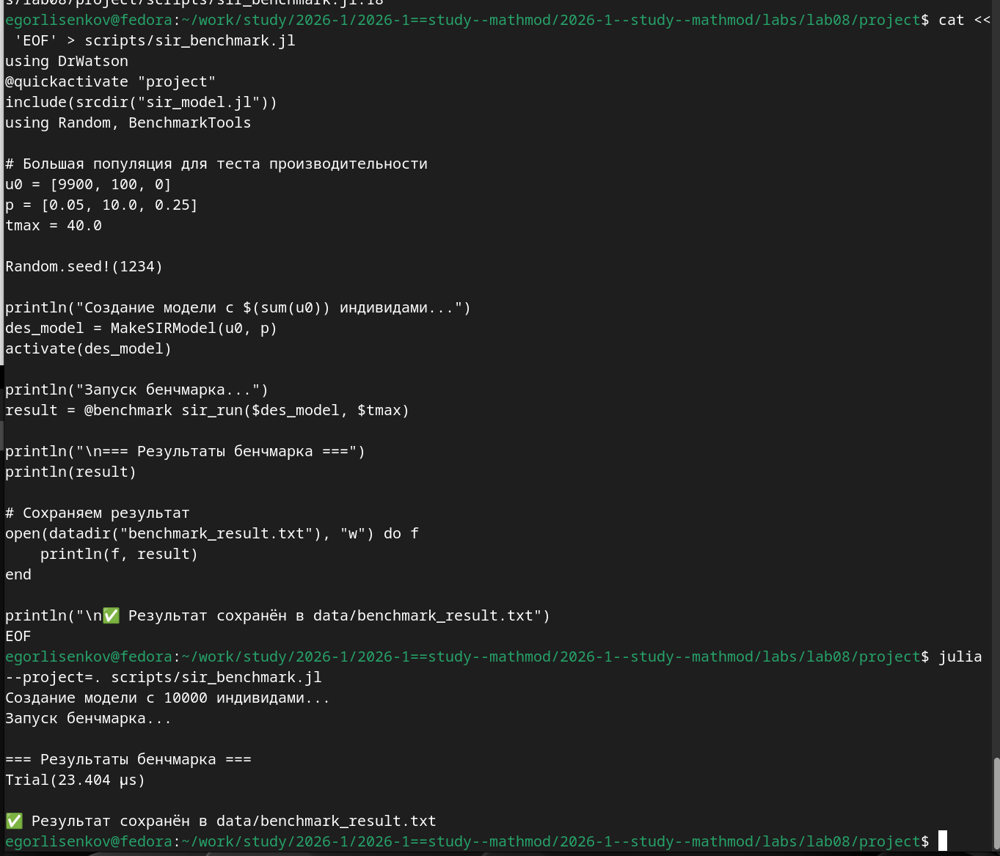 s/lab08/project/scripts/sir_benchmark.jl:18
egorlisenkov@fedora:~/work/study/2026-1/2026-1==study--mathmod/2026-1--study--mathmod/labs/lab08/project$ cat <<
 'EOF' > scripts/sir_benchmark.jl
using DrWatson
@quickactivate "project"
include(srcdir("sir_model.jl"))
using Random, BenchmarkTools

# Большая популяция для теста производительности
u0 = [9900, 100, 0]
p = [0.05, 10.0, 0.25]
tmax = 40.0

Random.seed!(1234)

println("Создание модели с $(sum(u0)) индивидами...")
des_model = MakeSIRModel(u0, p)
activate(des_model)

println("Запуск бенчмарка...")
result = @benchmark sir_run($des_model, $tmax)

println("\n=== Результаты бенчмарка ===")
println(result)

# Сохраняем результат
open(datadir("benchmark_result.txt"), "w") do f
    println(f, result)
end

println("\n✅ Результат сохранён в data/benchmark_result.txt")
EOF
egorlisenkov@fedora:~/work/study/2026-1/2026-1==study--mathmod/2026-1--study--mathmod/labs/lab08/project$ julia
--project=. scripts/sir_benchmark.jl
Создание модели с 10000 индивидами...
Запуск бенчмарка...

=== Результаты бенчмарка ===
Trial(23.404 μs)

✅ Результат сохранён в data/benchmark_result.txt
egorlisenkov@fedora:~/work/study/2026-1/2026-1==study--mathmod/2026-1--study--mathmod/labs/lab08/project$